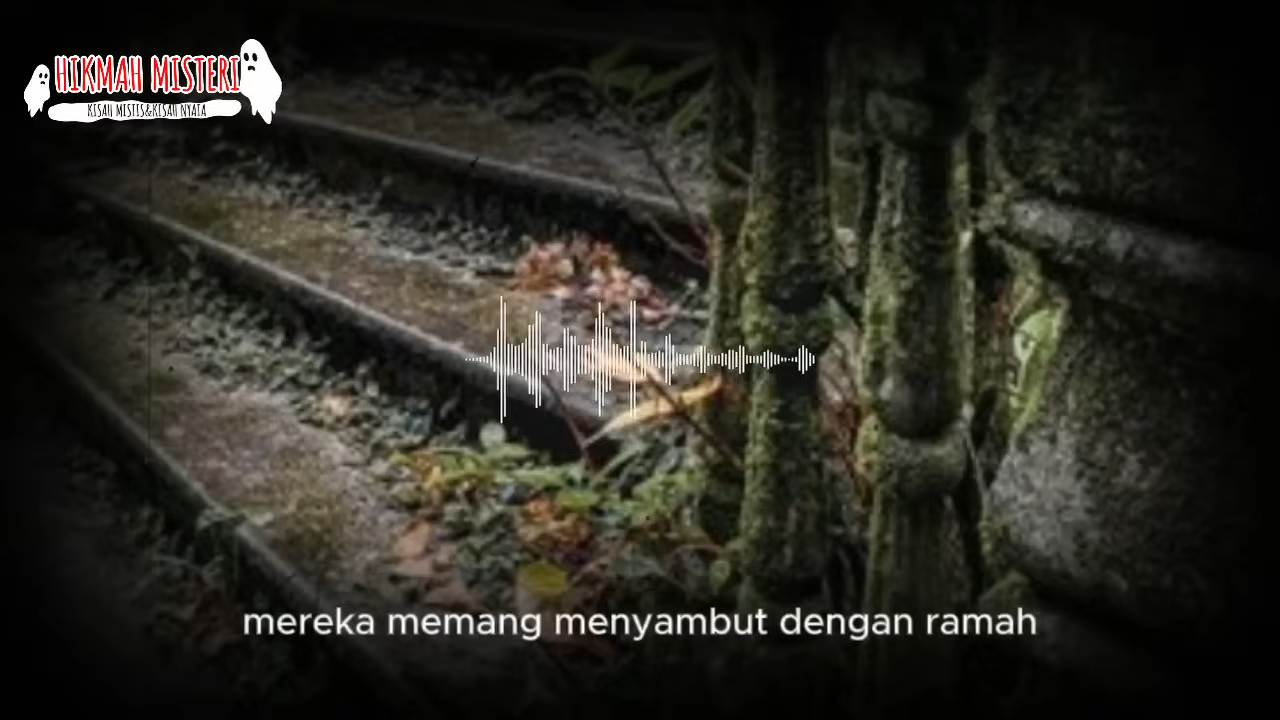 HIKMAH MISTERI
KISAH MISTIS&KISAH NYATA
mereka memang menyambut dengan ramah